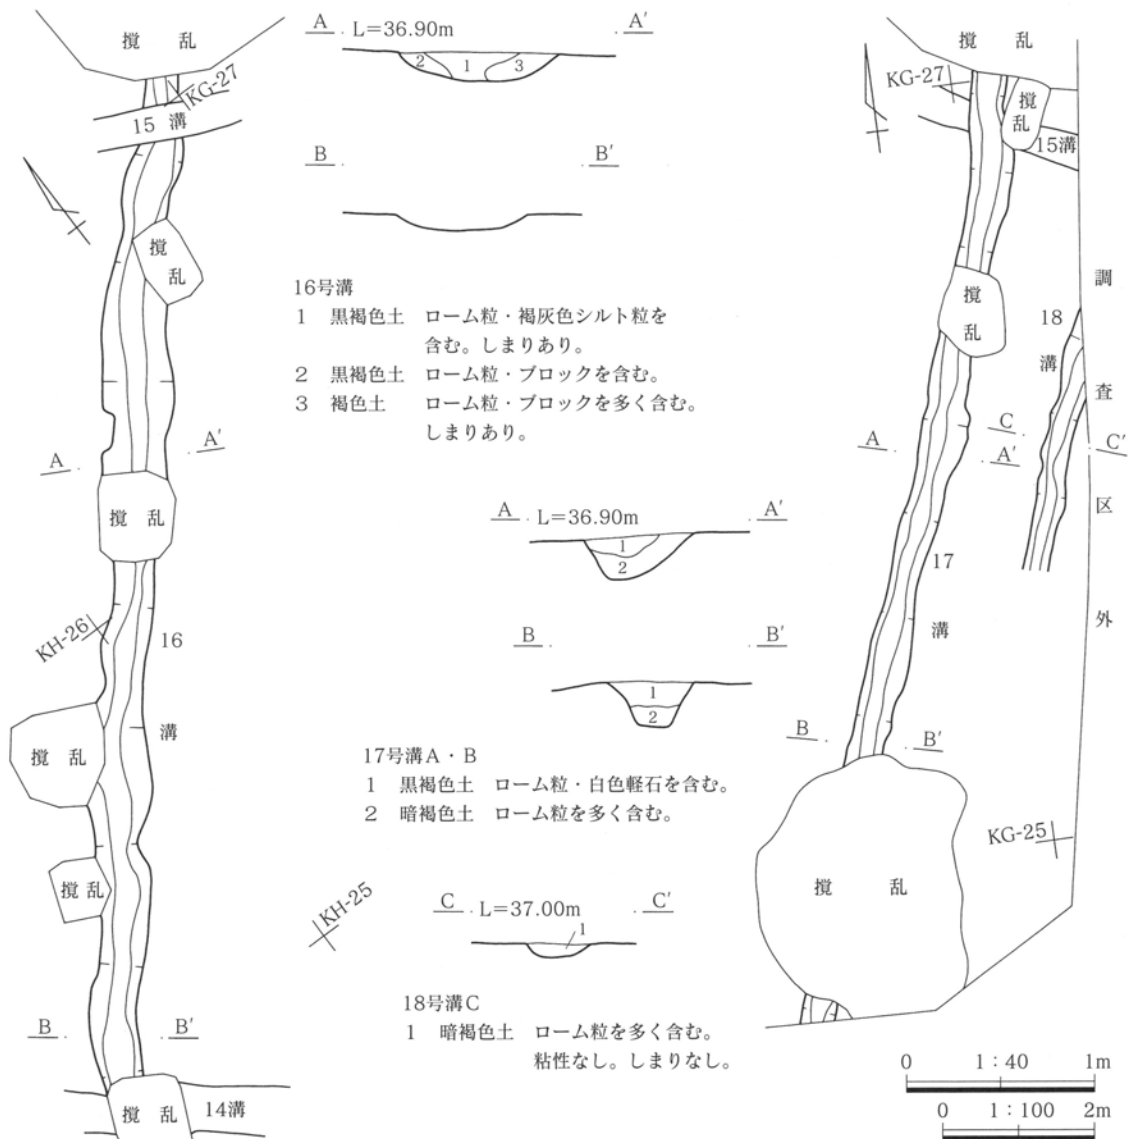 撹 乱
KG-27
15 溝
撹
乱
A'
A
撹 乱
KH-26
16
溝
撹 乱
撹 乱
B
B'
撹 乱
14溝
A L=36.90m A'
2 1 3
B B'
16号溝
1 黒褐色土 ローム粒・褐灰色シルト粒を
含む。しまりあり。
2 黒褐色土 ローム粒・ブロックを含む。
3 褐色土 ローム粒・ブロックを多く含む。
しまりあり。
A L=36.90m A'
1
2
B B'
1
2
17号溝A・B
1 黒褐色土 ローム粒・白色軽石を含む。
2 暗褐色土 ローム粒を多く含む。
KH-25
C L=37.00m C'
1
18号溝C
1 暗褐色土 ローム粒を多く含む。
粘性なし。しまりなし。
撹 乱
KG-27
撹
乱
15溝
撹
乱
18
溝
調
査
区
外
A
C
A'
C'
17
溝
B
B'
KG-25
撹 乱
0 1:40 1m
0 1:100 2m